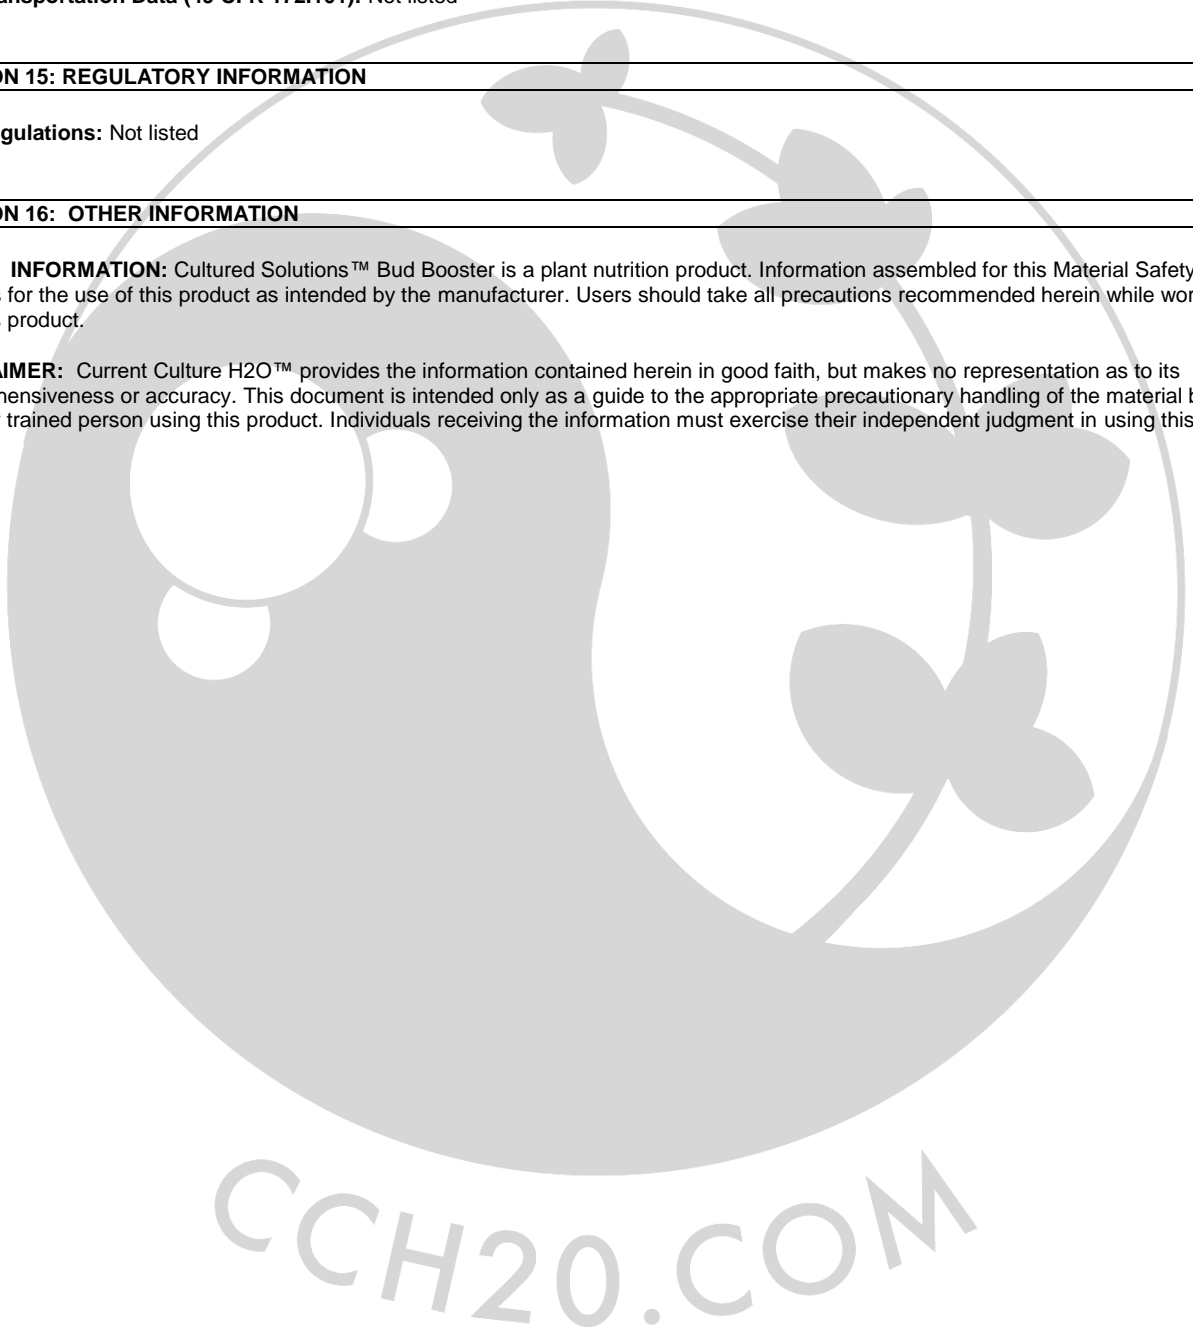 ansportation Data (49 CFR 172.101): Not listed
ON 15: REGULATORY INFORMATION
gulations: Not listed
ON 16: OTHER INFORMATION
INFORMATION: Cultured Solutions™ Bud Booster is a plant nutrition product. Information assembled for this Material Safety
s for the use of this product as intended by the manufacturer. Users should take all precautions recommended herein while wor
s product.
AIMER: Current Culture H2O™ provides the information contained herein in good faith, but makes no representation as to its
hensiveness or accuracy. This document is intended only as a guide to the appropriate precautionary handling of the material b
y trained person using this product. Individuals receiving the information must exercise their independent judgment in using this
CCH20.COM